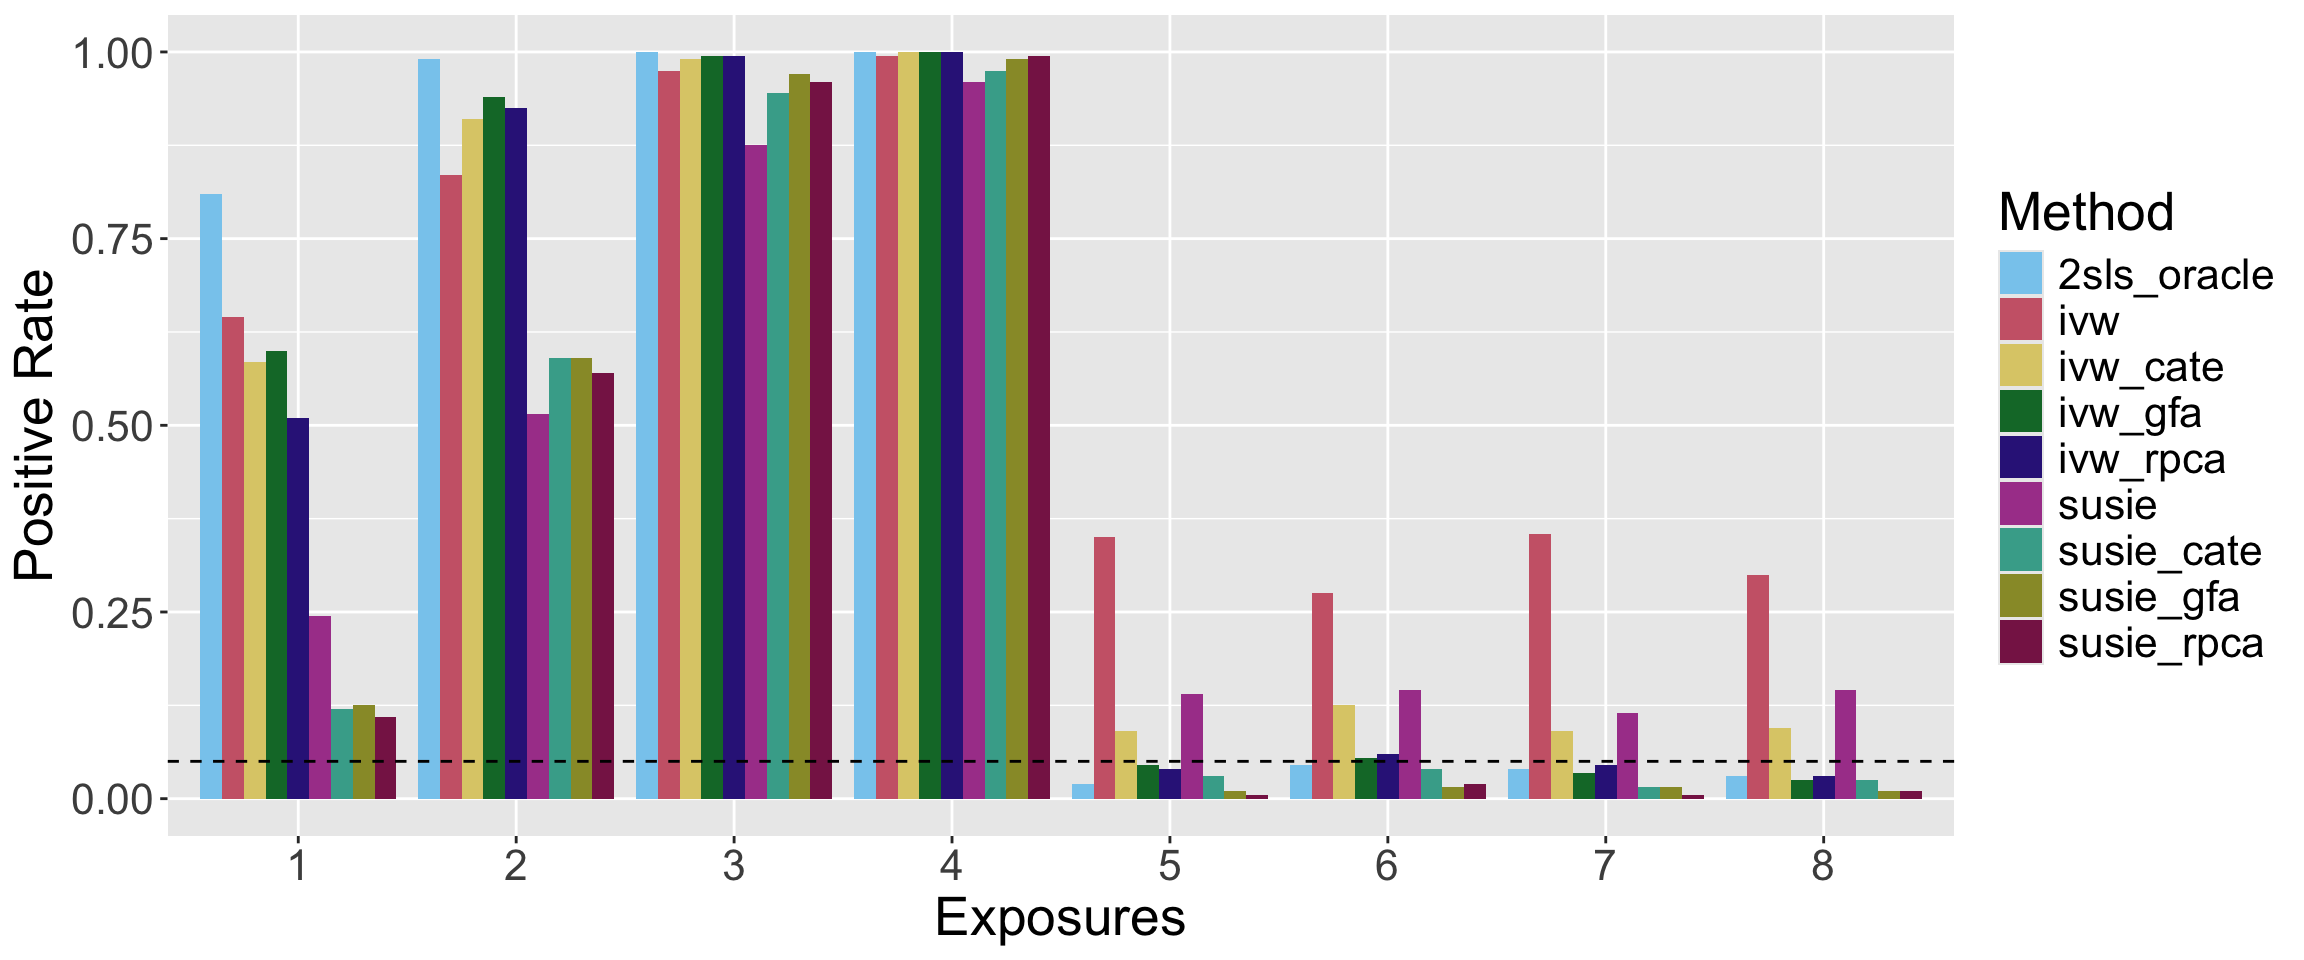 Positive Rate
1.00
0.75
0.50
0.25
0.00
1 2 3 4 5 6 7 8
Exposures
Method
2sls_oracle
ivw
ivw_cate
ivw_gfa
ivw_rpca
susie
susie_cate
susie_gfa
susie_rpca